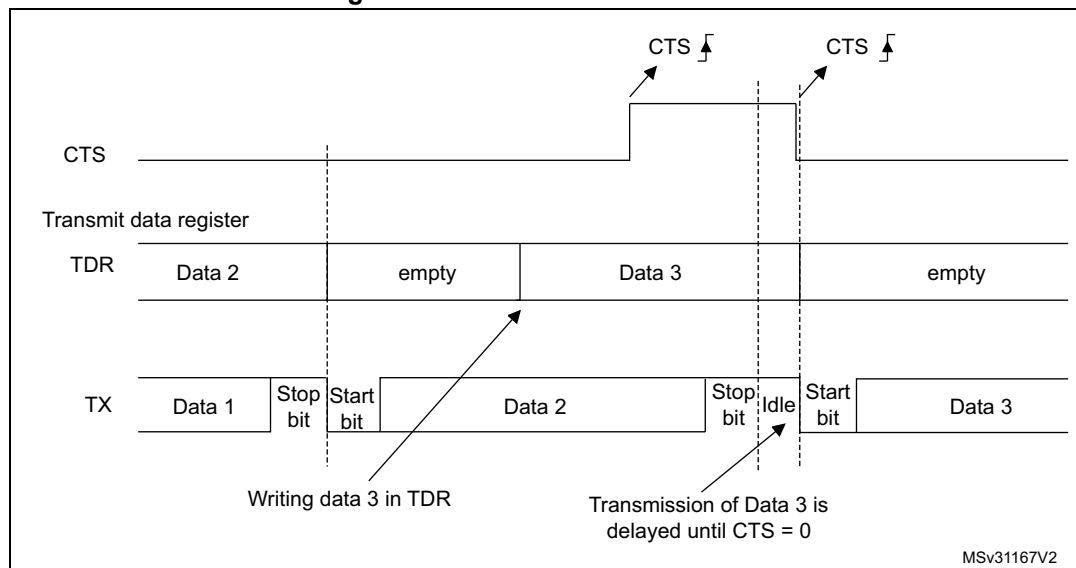 CTS CTS
CTS
Transmit data register
TDR Data 2 empty Data 3 empty
TX Data 1 Stop bit Start bit Data 2 Stop bit Idle Start bit Data 3
Writing data 3 in TDR
Transmission of Data 3 is
delayed until CTS = 0
MSv31167V2